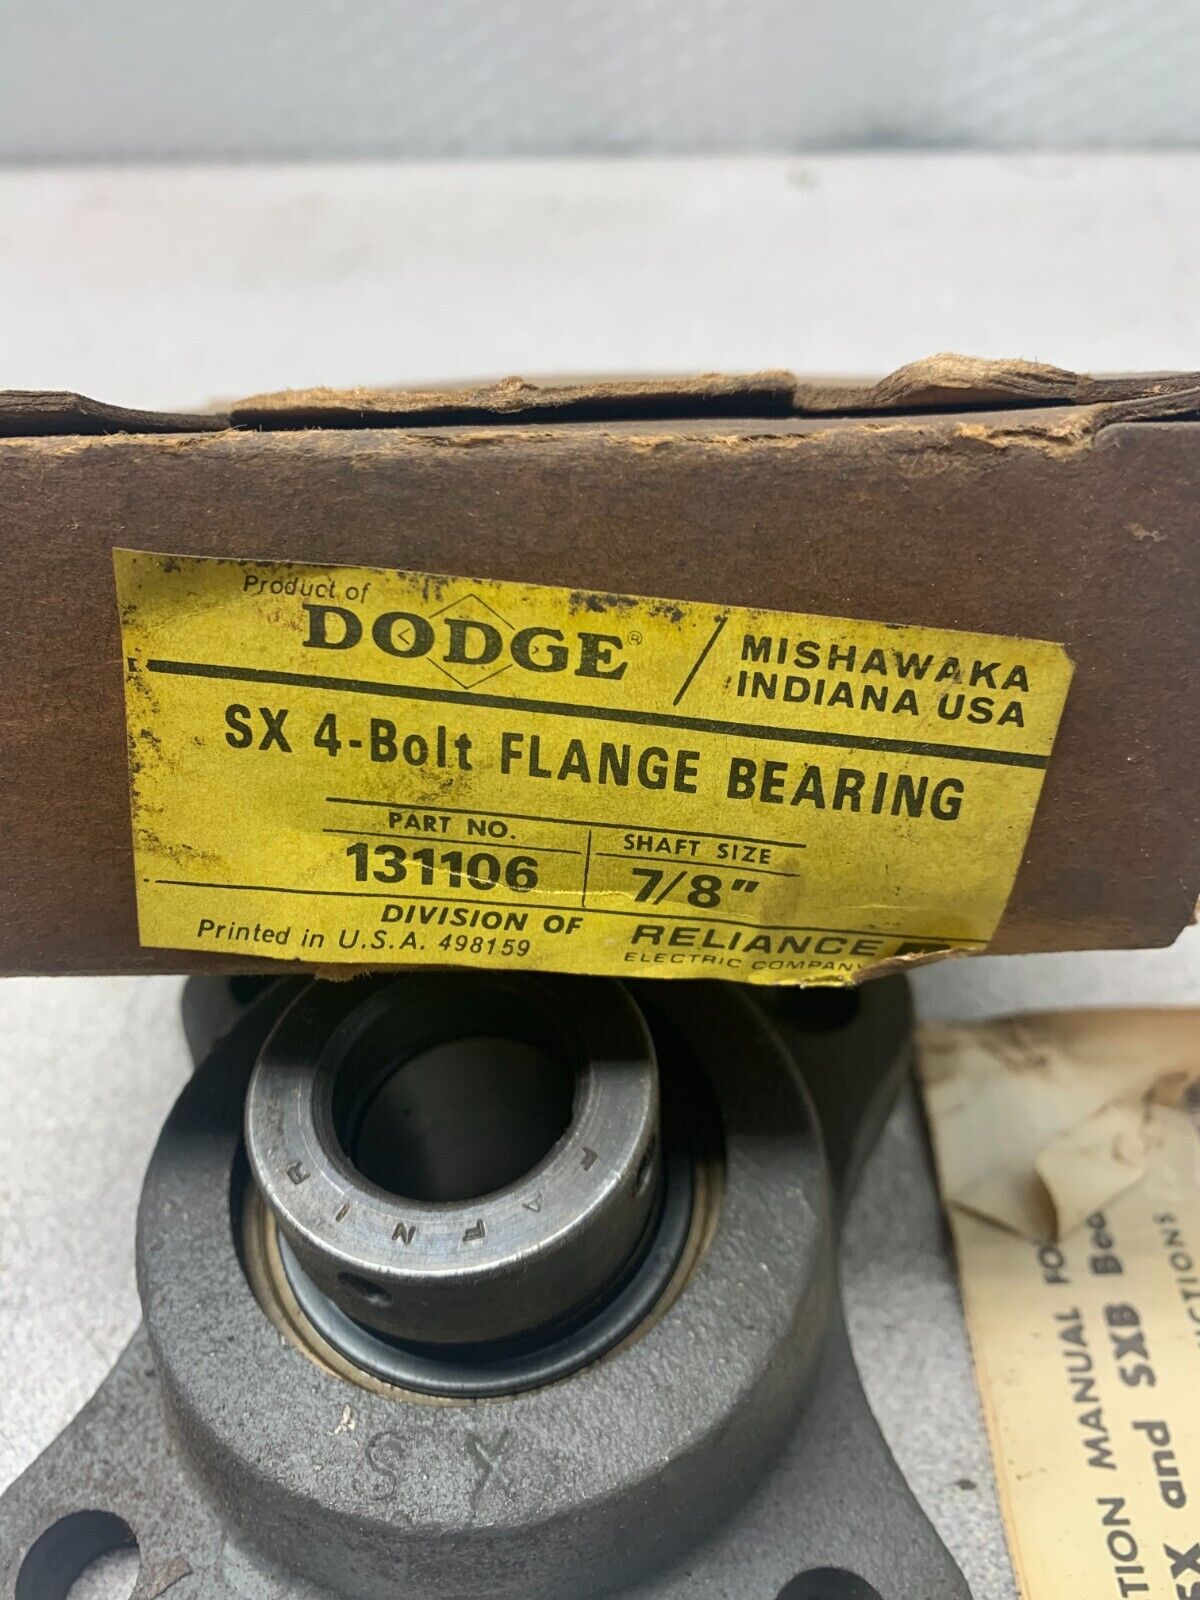 Product of
DODGE®
MISHAWAKA
INDIANA USA
SX 4-Bolt FLANGE BEARING
PART NO.
131106
SHAFT SIZE
7/8"
DIVISION OF
Printed in U.S.A. 498159
RELIANCE
ELECTRIC COMPANY
FAFNIR
SX
TION MANUAL FO
SX and SXB Bea
CTIONS